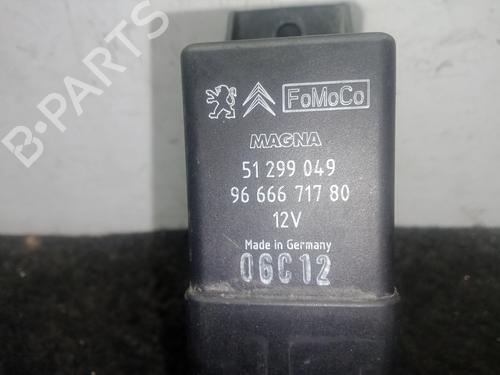 FoMoCo
MAGNA
51 299 049
96 666 717 80
12V
Made in Germany
06C12
B-PARTS